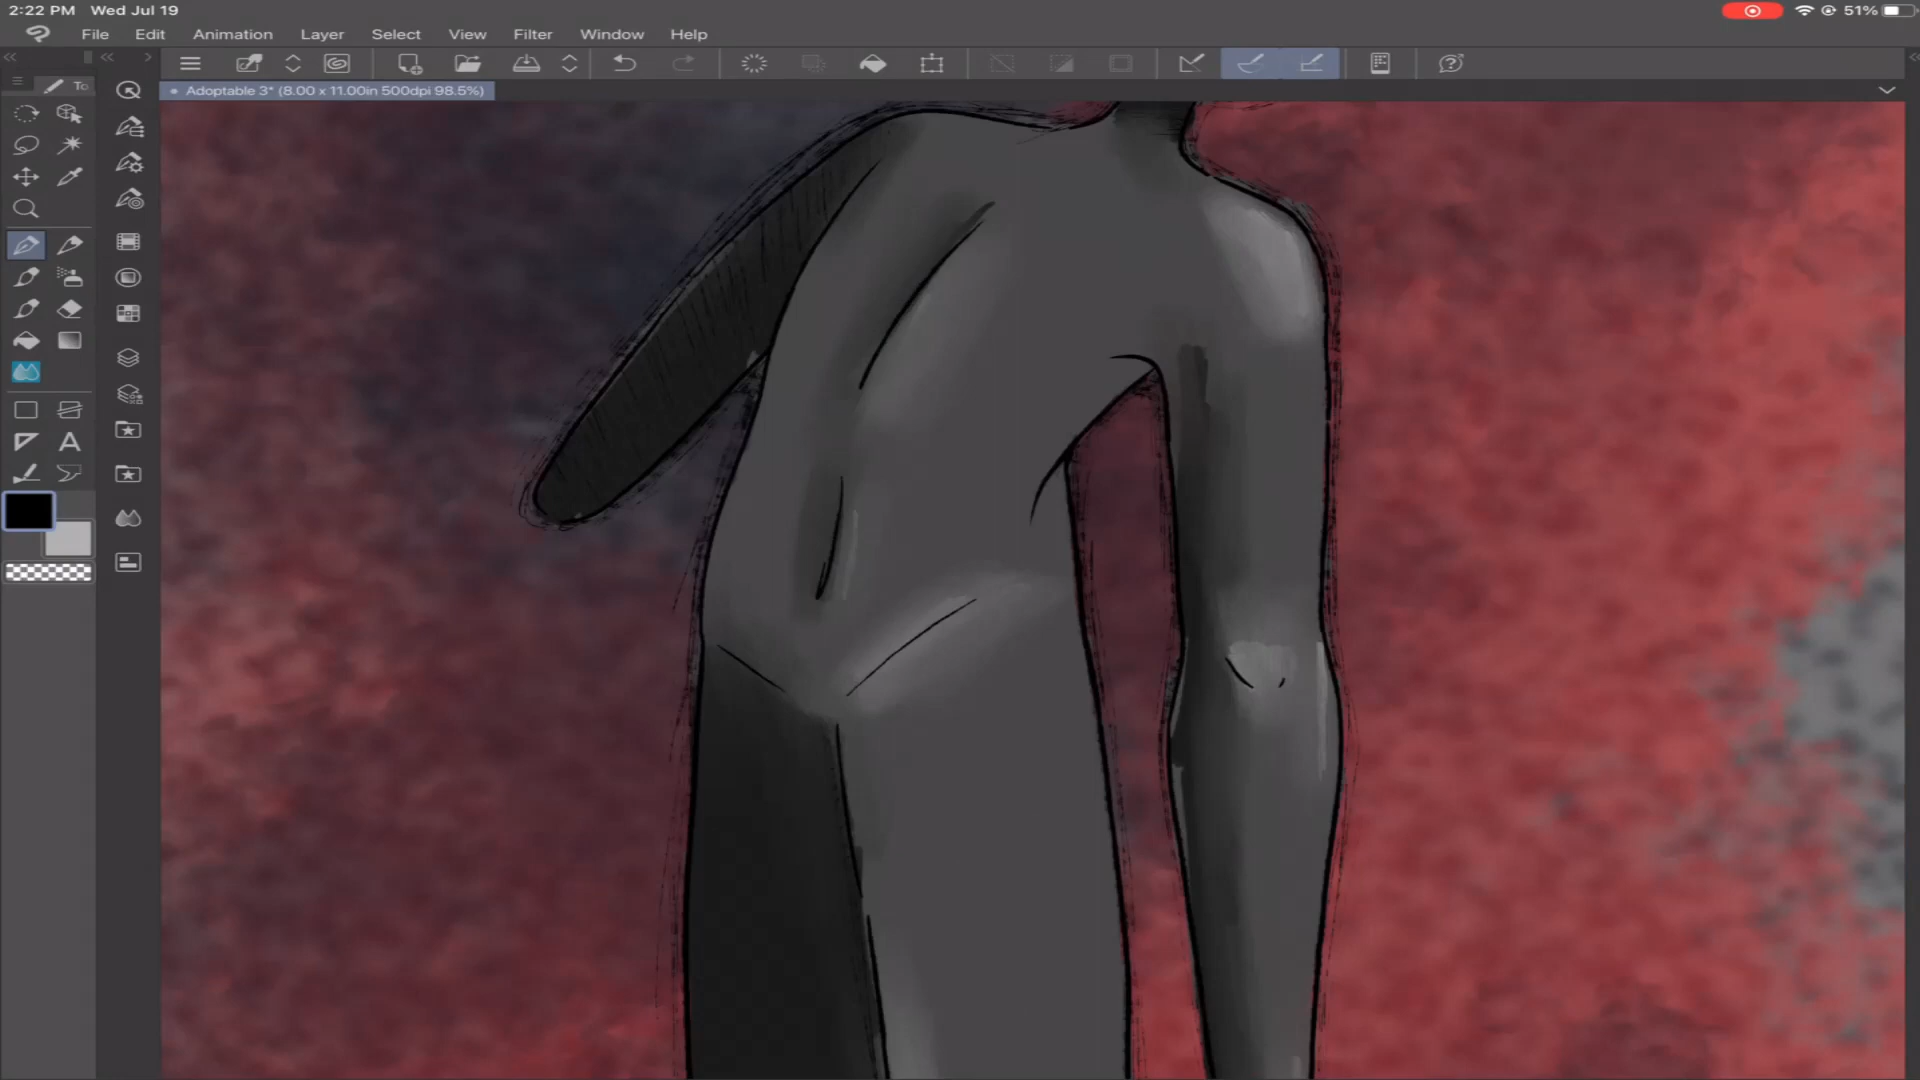 2:22 PM Wed Jul 19
51%
File Edit Animation Layer Select View Filter Window Help
To
Adoptable 3* (8.00 x 11.00in 500dpi 98.5%)
A